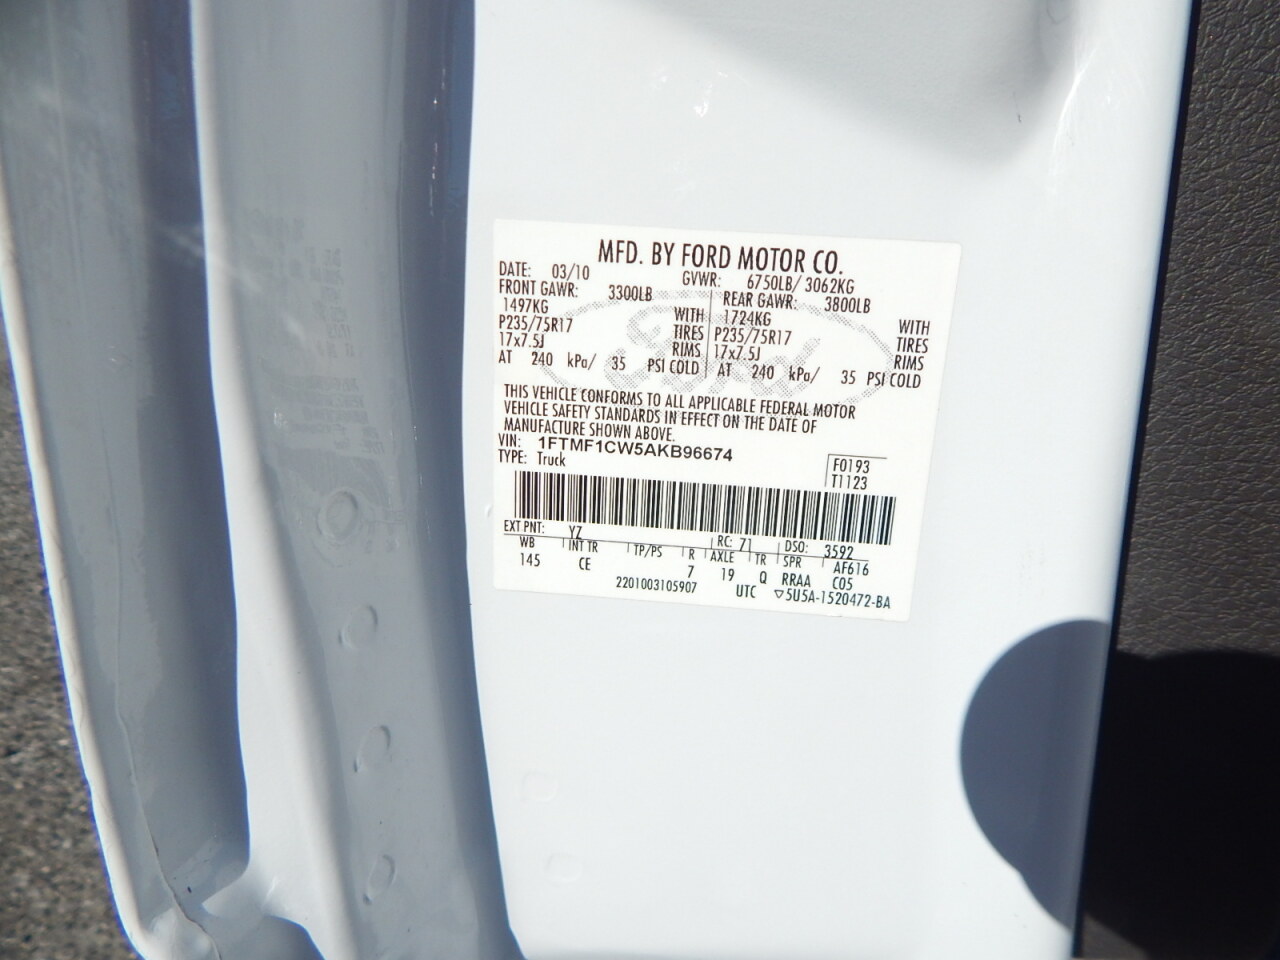 MFD. BY FORD MOTOR CO.
DATE: 03/10 GVWR: 6750LB/ 3062KG
FRONT GAWR: 3300LB REAR GAWR: 3800LB
1497KG WITH 1724KG WITH
P235/75R17 TIRES P235/75R17 TIRES
17x7.5J RIMS 17x7.5J RIMS
AT 240 kPa/ 35 PSI COLD AT 240 kPa/ 35 PSI COLD
Ford
THIS VEHICLE CONFORMS TO ALL APPLICABLE FEDERAL MOTOR
VEHICLE SAFETY STANDARDS IN EFFECT ON THE DATE OF
MANUFACTURE SHOWN ABOVE.
VIN: 1FTMF1CW5AKB96674
TYPE: Truck
F0193
T1123
EXT PNT: YZ RC: 71 DSO: 3592
WB INT TR TP/PS R AXLE TR SPR AF616
145 CE 7 19 Q RRAA C05
2201003105907 UTC ▽5U5A-1520472-BA